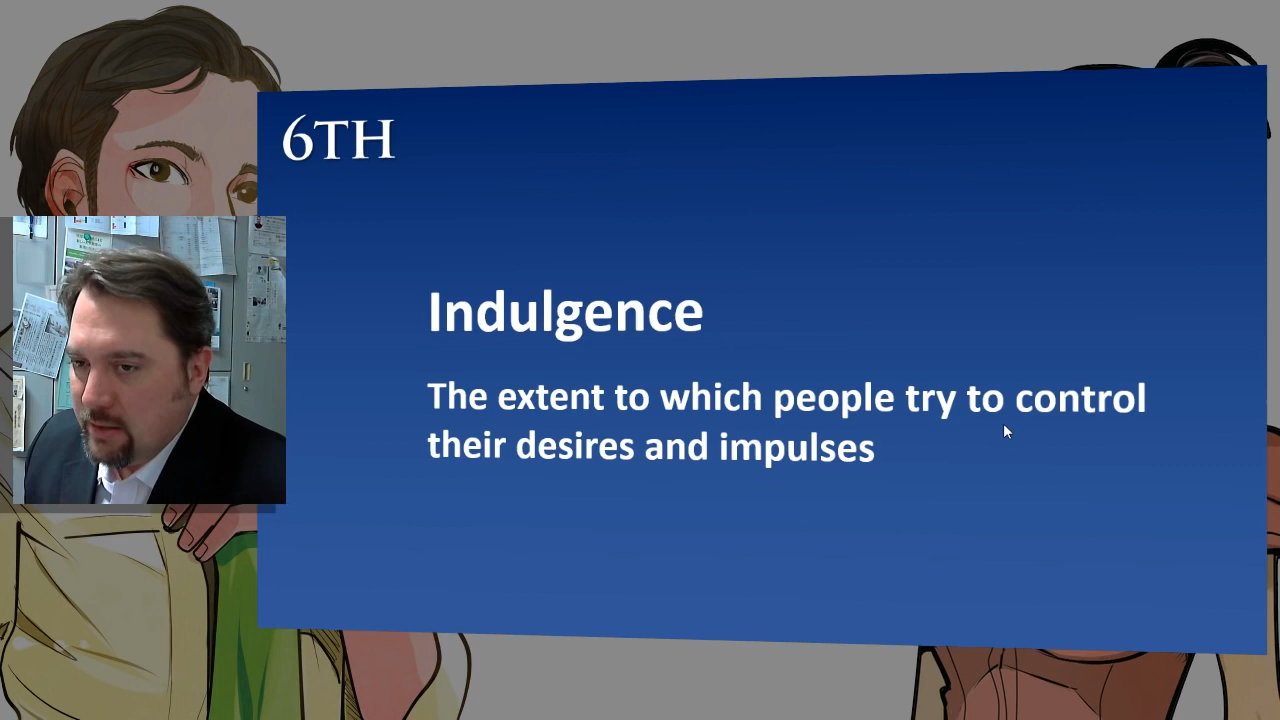 6TH
Indulgence
The extent to which people try to control
their desires and impulses